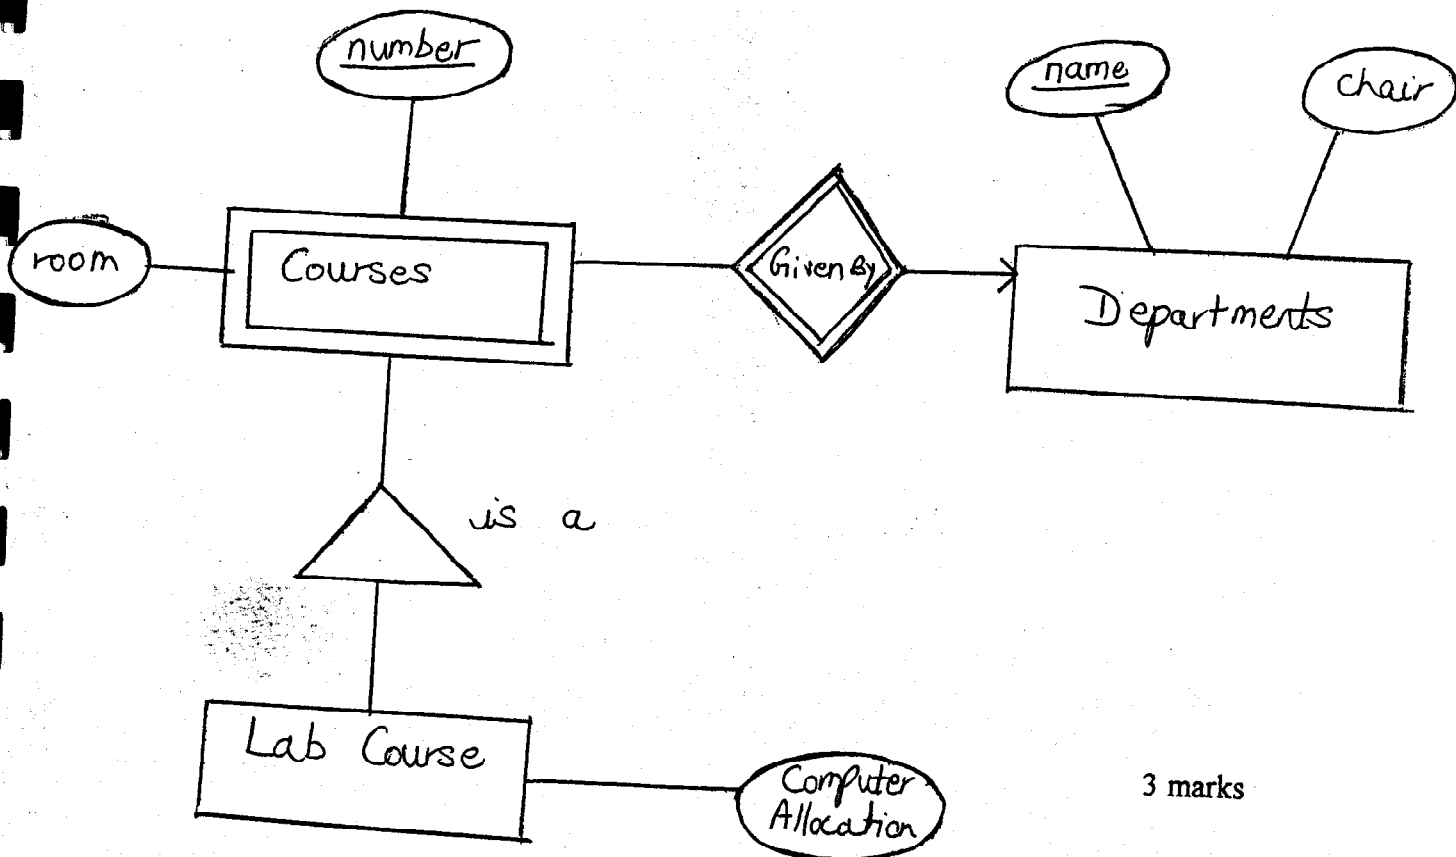 number
name
chair
room
Courses
Given By
Departments
is a
Lab Course
Computer
Allocation
3 marks